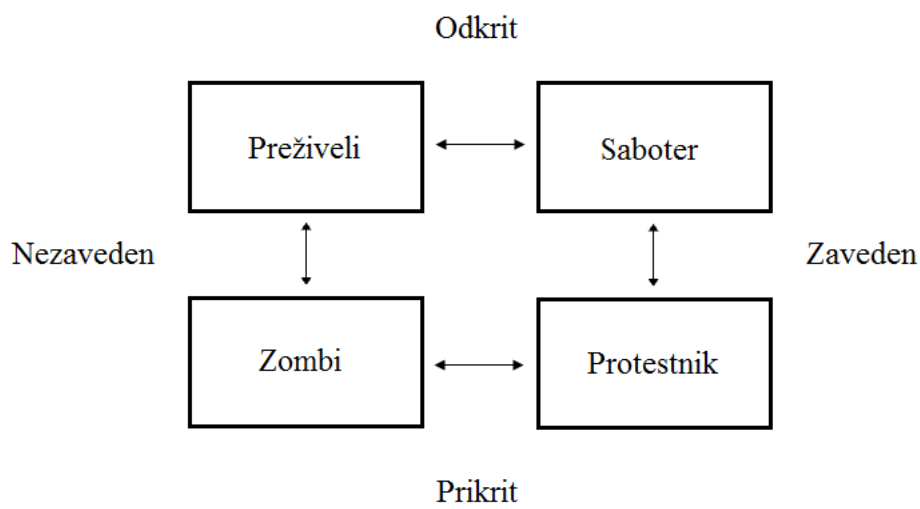 Odkrit
Preživeli
Saboter
Nezaveden
Zaveden
Zombi
Protestnik
Prikrit